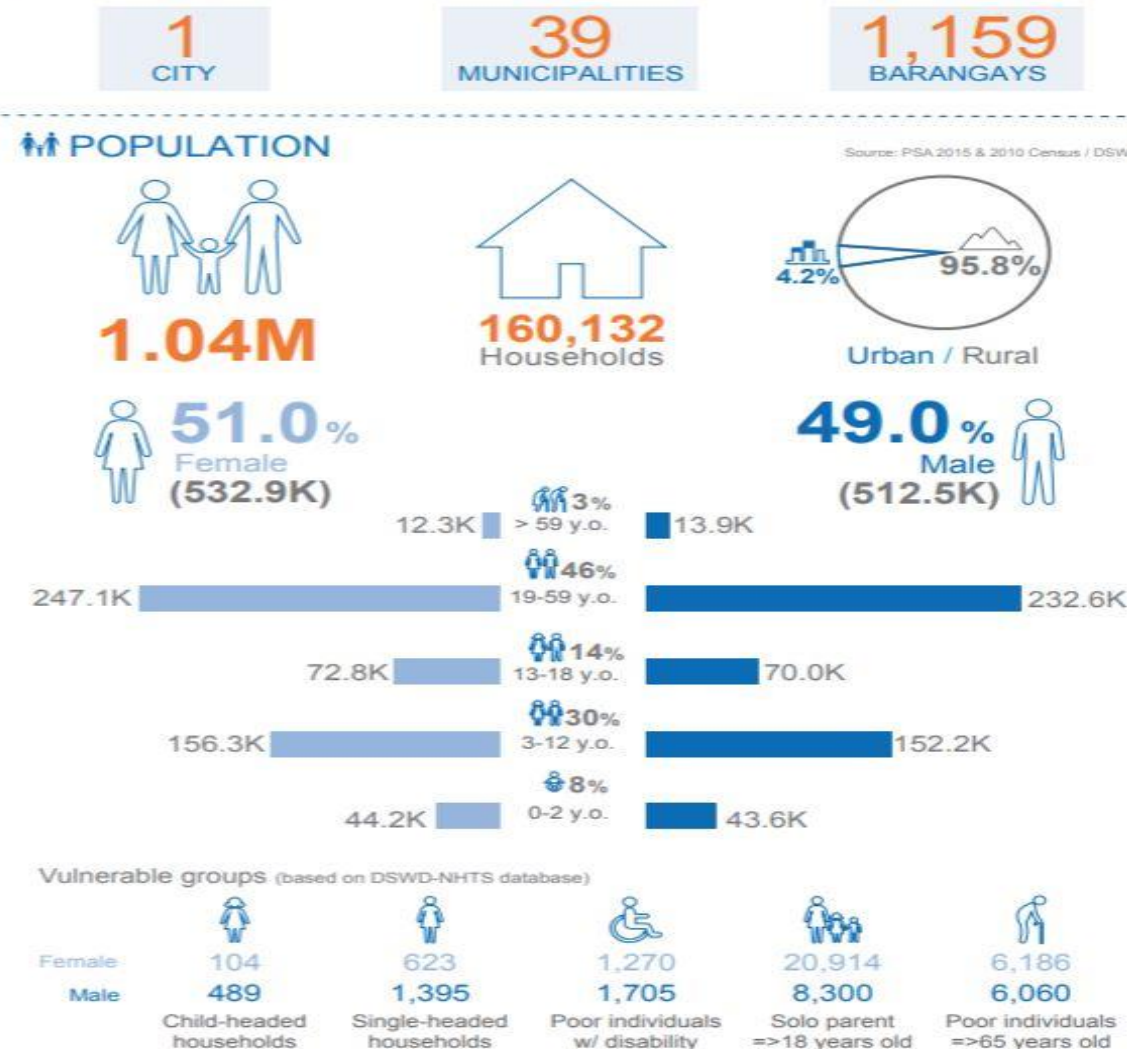 1
CITY
39
MUNICIPALITIES
1,159
BARANGAYS
POPULATION
Source: PSA 2015 & 2010 Census / DSW
1.04M
160,132
Households
4.2%
95.8%
Urban / Rural
51.0 %
Female
(532.9K)
49.0 %
Male
(512.5K)
3%
12.3K > 59 y.o. 13.9K
46%
247.1K 19-59 y.o. 232.6K
14%
72.8K 13-18 y.o. 70.0K
30%
156.3K 3-12 y.o. 152.2K
8%
44.2K 0-2 y.o. 43.6K
Vulnerable groups (based on DSWD-NHTS database)
Female 104 623 1,270 20,914 6,186
Male 489 1,395 1,705 8,300 6,060
Child-headed Single-headed Poor individuals Solo parent Poor individuals
households households w/ disability =>18 years old =>65 years old